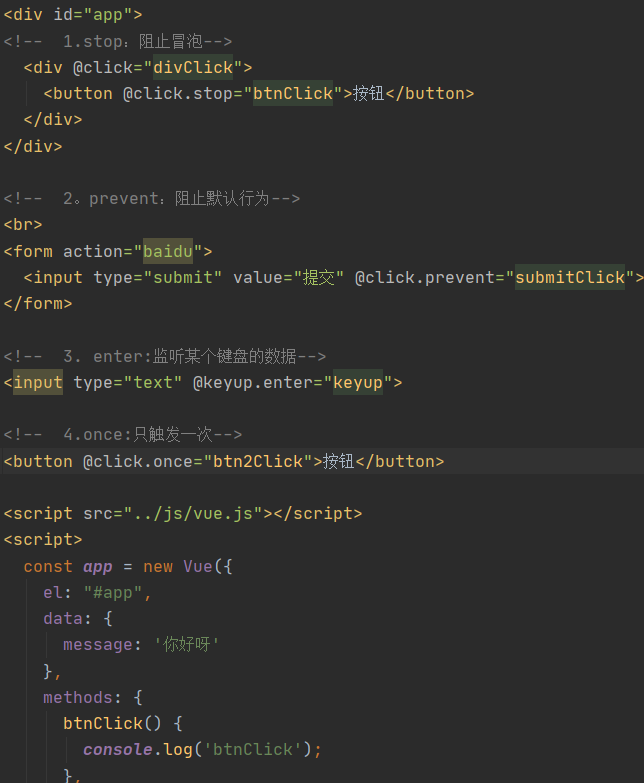 <div id="app">
<!--  1.stop：阻止冒泡-->
  <div @click="divClick">
    <button @click.stop="btnClick">按钮</button>
  </div>
</div>

<!--  2。prevent：阻止默认行为-->
<br>
<form action="baidu">
  <input type="submit" value="提交" @click.prevent="submitClick">
</form>

<!--  3. enter:监听某个键盘的数据-->
<input type="text" @keyup.enter="keyup">

<!--  4.once:只触发一次-->
<button @click.once="btn2Click">按钮</button>

<script src="../js/vue.js"></script>
<script>
  const app = new Vue({
    el: "#app",
    data: {
      message: '你好呀'
    },
    methods: {
      btnClick() {
        console.log('btnClick');
      },